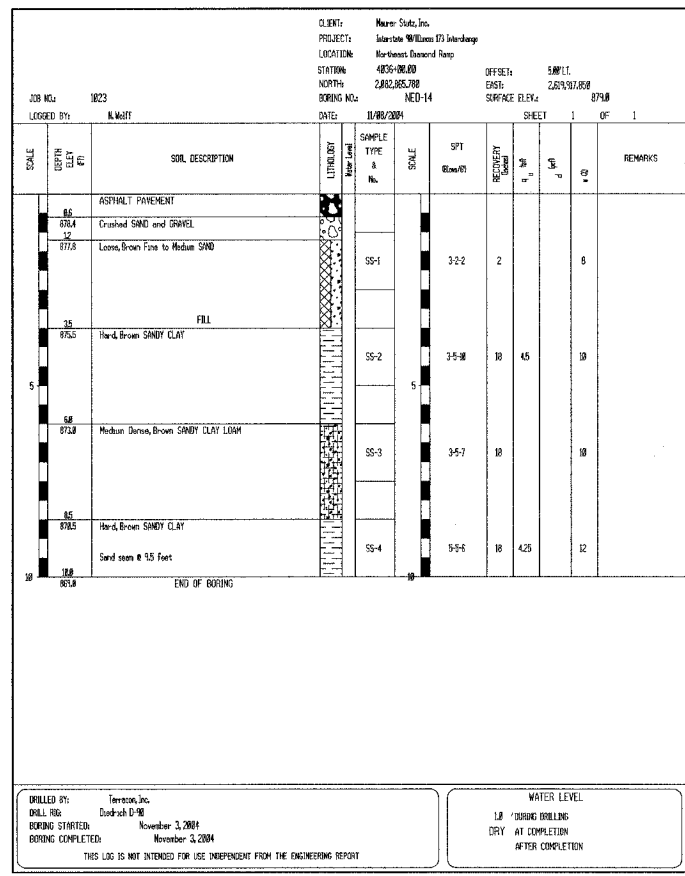 CLIENT: Maurer Stutz, Inc.
PROJECT: Interstate 90/Illinois 173 Interchange
LOCATION: Northeast Diamond Ramp
STATION: 4036+00.00 OFFSET: 5.00' LT.
NORTH: 2,082,865.780 EAST: 2,619,917.850
JOB NO.: 1023 BORING NO.: NED-14 SURFACE ELEV.: 879.0
LOGGED BY: N. Wolff DATE: 11/08/2004 SHEET 1 OF 1
SCALE
DEPTH ELEV (FT)
SOIL DESCRIPTION
LITHOLOGY
Water Level
SAMPLE TYPE & No.
SCALE
SPT (Blows/6")
RECOVERY (Inches)
q u (tsf)
d (pcf)
w (%)
REMARKS
ASPHALT PAVEMENT
0.6
878.4 Crushed SAND and GRAVEL
1.2
877.8 Loose, Brown Fine to Medium SAND
SS-1 3-2-2 2 8
FILL
3.5
875.5 Hard, Brown SANDY CLAY
SS-2 3-5-10 10 4.5 10
5 5
6.0
873.0 Medium Dense, Brown SANDY CLAY LOAM
SS-3 3-5-7 10 10
8.5
870.5 Hard, Brown SANDY CLAY
SS-4 5-5-6 10 4.25 12
Sand seam @ 9.5 Feet
10 10.0 10
869.0 END OF BORING
DRILLED BY: Terracon, Inc.
DRILL RIG: Diedrich D-90
BORING STARTED: November 3, 2004
BORING COMPLETED: November 3, 2004
THIS LOG IS NOT INTENDED FOR USE INDEPENDENT FROM THE ENGINEERING REPORT
WATER LEVEL
1.0 ' DURING DRILLING
DRY AT COMPLETION
AFTER COMPLETION